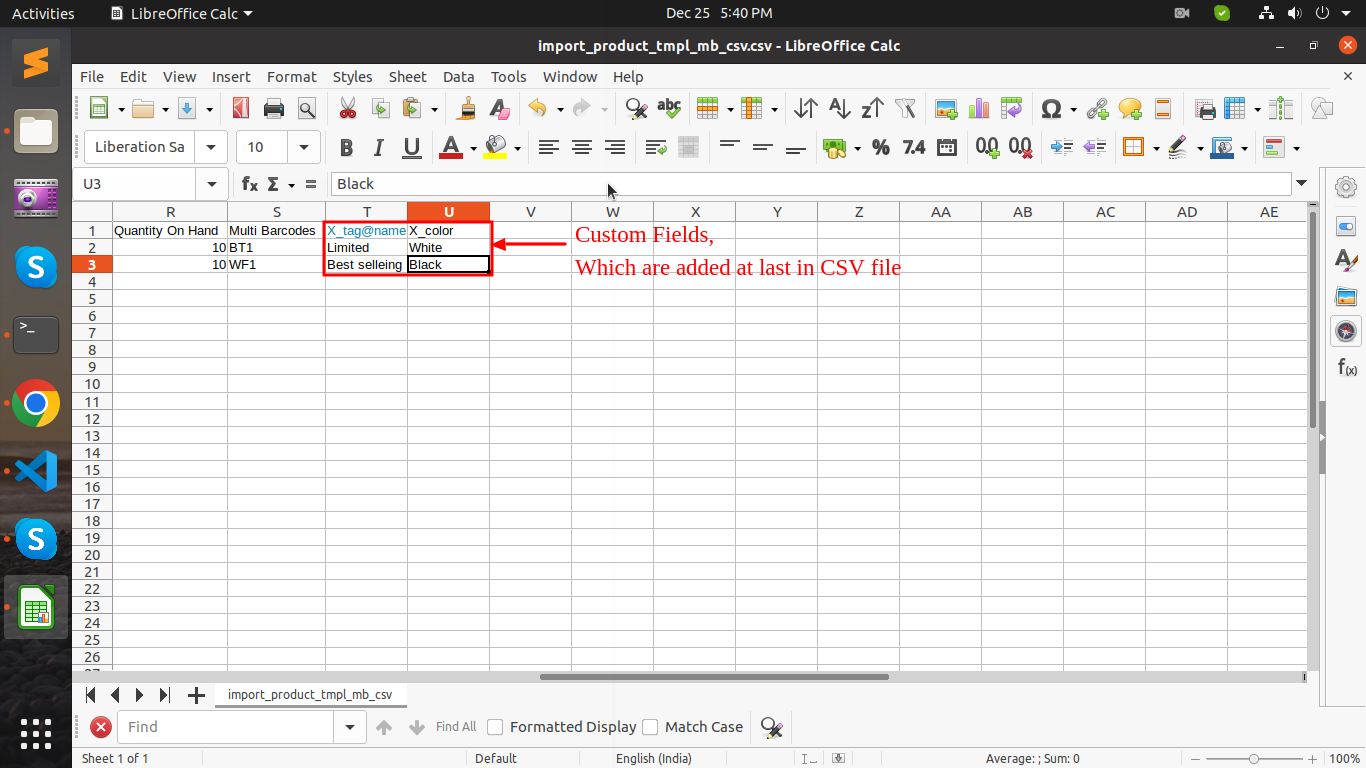 Activities LibreOffice Calc Dec 25 5:40 PM
import_product_tmpl_mb_csv.csv - LibreOffice Calc
File Edit View Insert Format Styles Sheet Data Tools Window Help
Liberation Sa 10
U3 Black
R S T U V W X Y Z AA AB AC AD AE
1 Quantity On Hand Multi Barcodes X_tag@name X_color
2 10 BT1 Limited White
3 10 WF1 Best selleing Black
Custom Fields,
Which are added at last in CSV file
4
5
6
7
8
9
10
11
12
13
14
15
16
17
18
19
20
21
22
23
24
25
26
27
import_product_tmpl_mb_csv
Find Find All Formatted Display Match Case
Sheet 1 of 1 Default English (India) Average: ; Sum: 0 100%